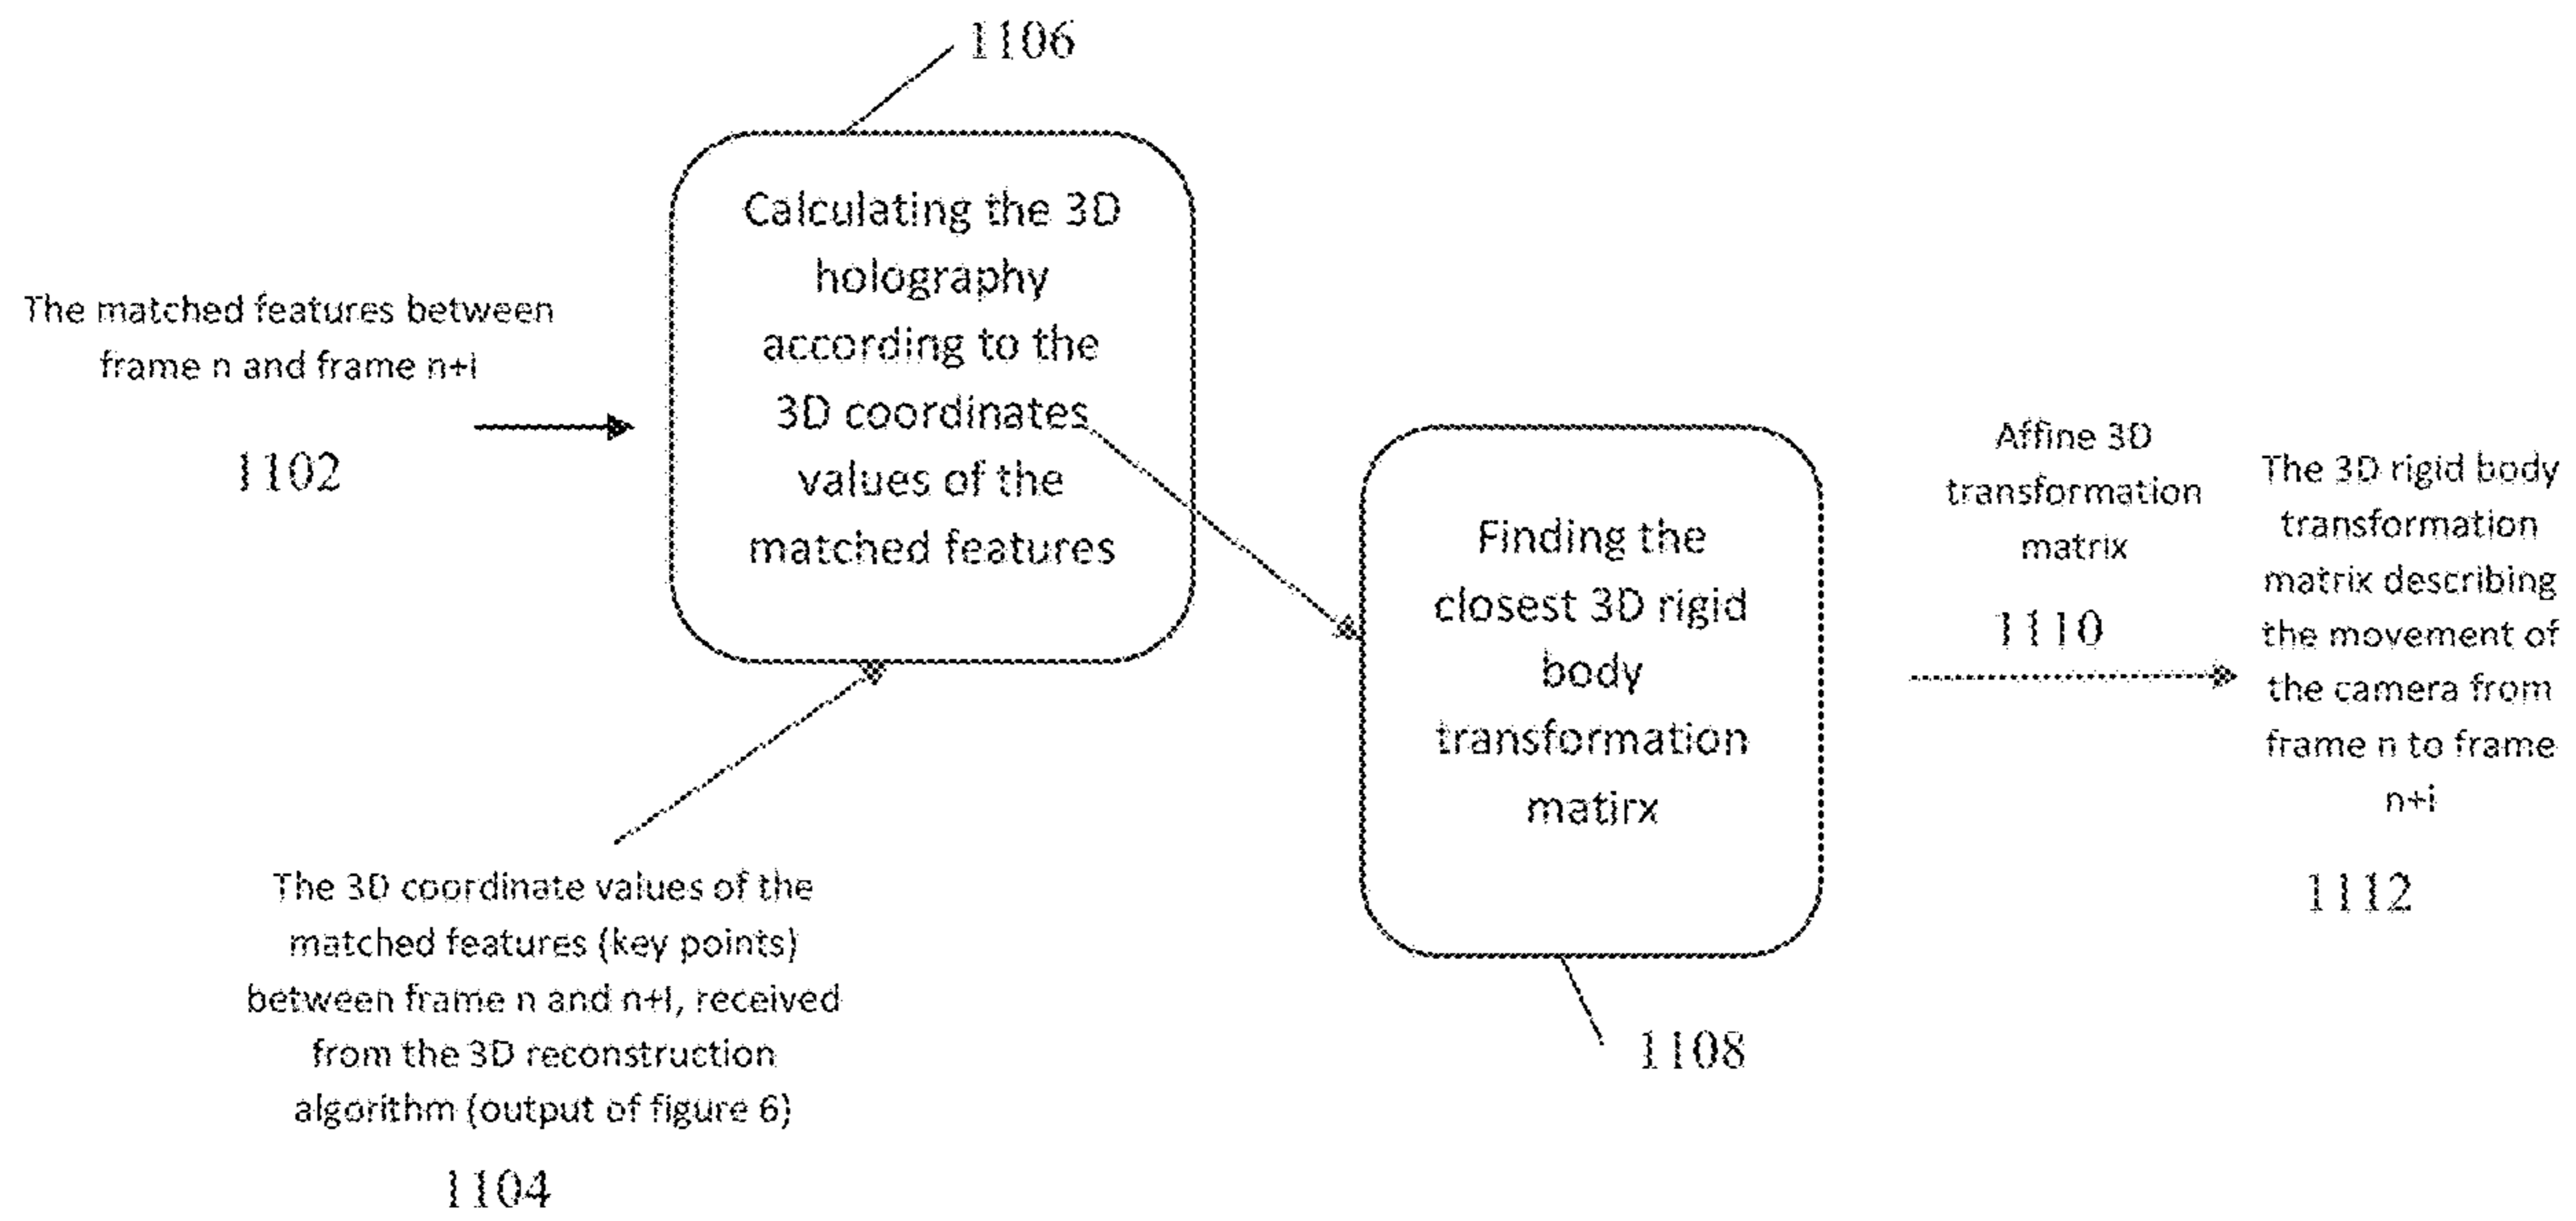 1106
Calculating the 3D
holography
according to the
3D coordinates
values of the
matched features
The matched features between
frame n and frame n+i
1102
Finding the
closest 3D rigid
body
transformation
matirx
1108
Affine 3D
transformation
matrix
1110
The 3D rigid body
transformation
matrix describing
the movement of
the camera from
frame n to frame
n+i
1112
The 3D coordinate values of the
matched features (key points)
between frame n and n+i, received
from the 3D reconstruction
algorithm (output of figure 6)
1104